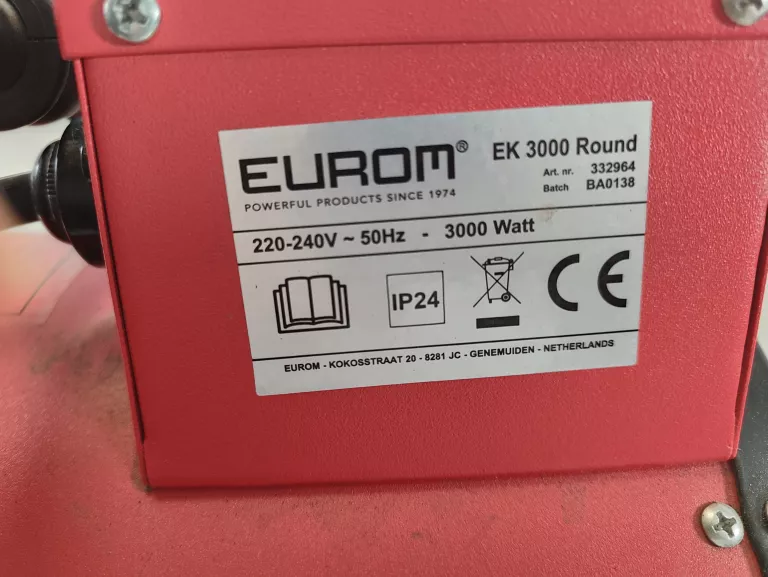 EUROM®
POWERFUL PRODUCTS SINCE 1974
EK 3000 Round
Art. nr. 332964
Batch BA0138
220-240V ~ 50Hz - 3000 Watt
IP24
CE
EUROM - KOKOSSTRAAT 20 - 8281 JC - GENEMUIDEN - NETHERLANDS